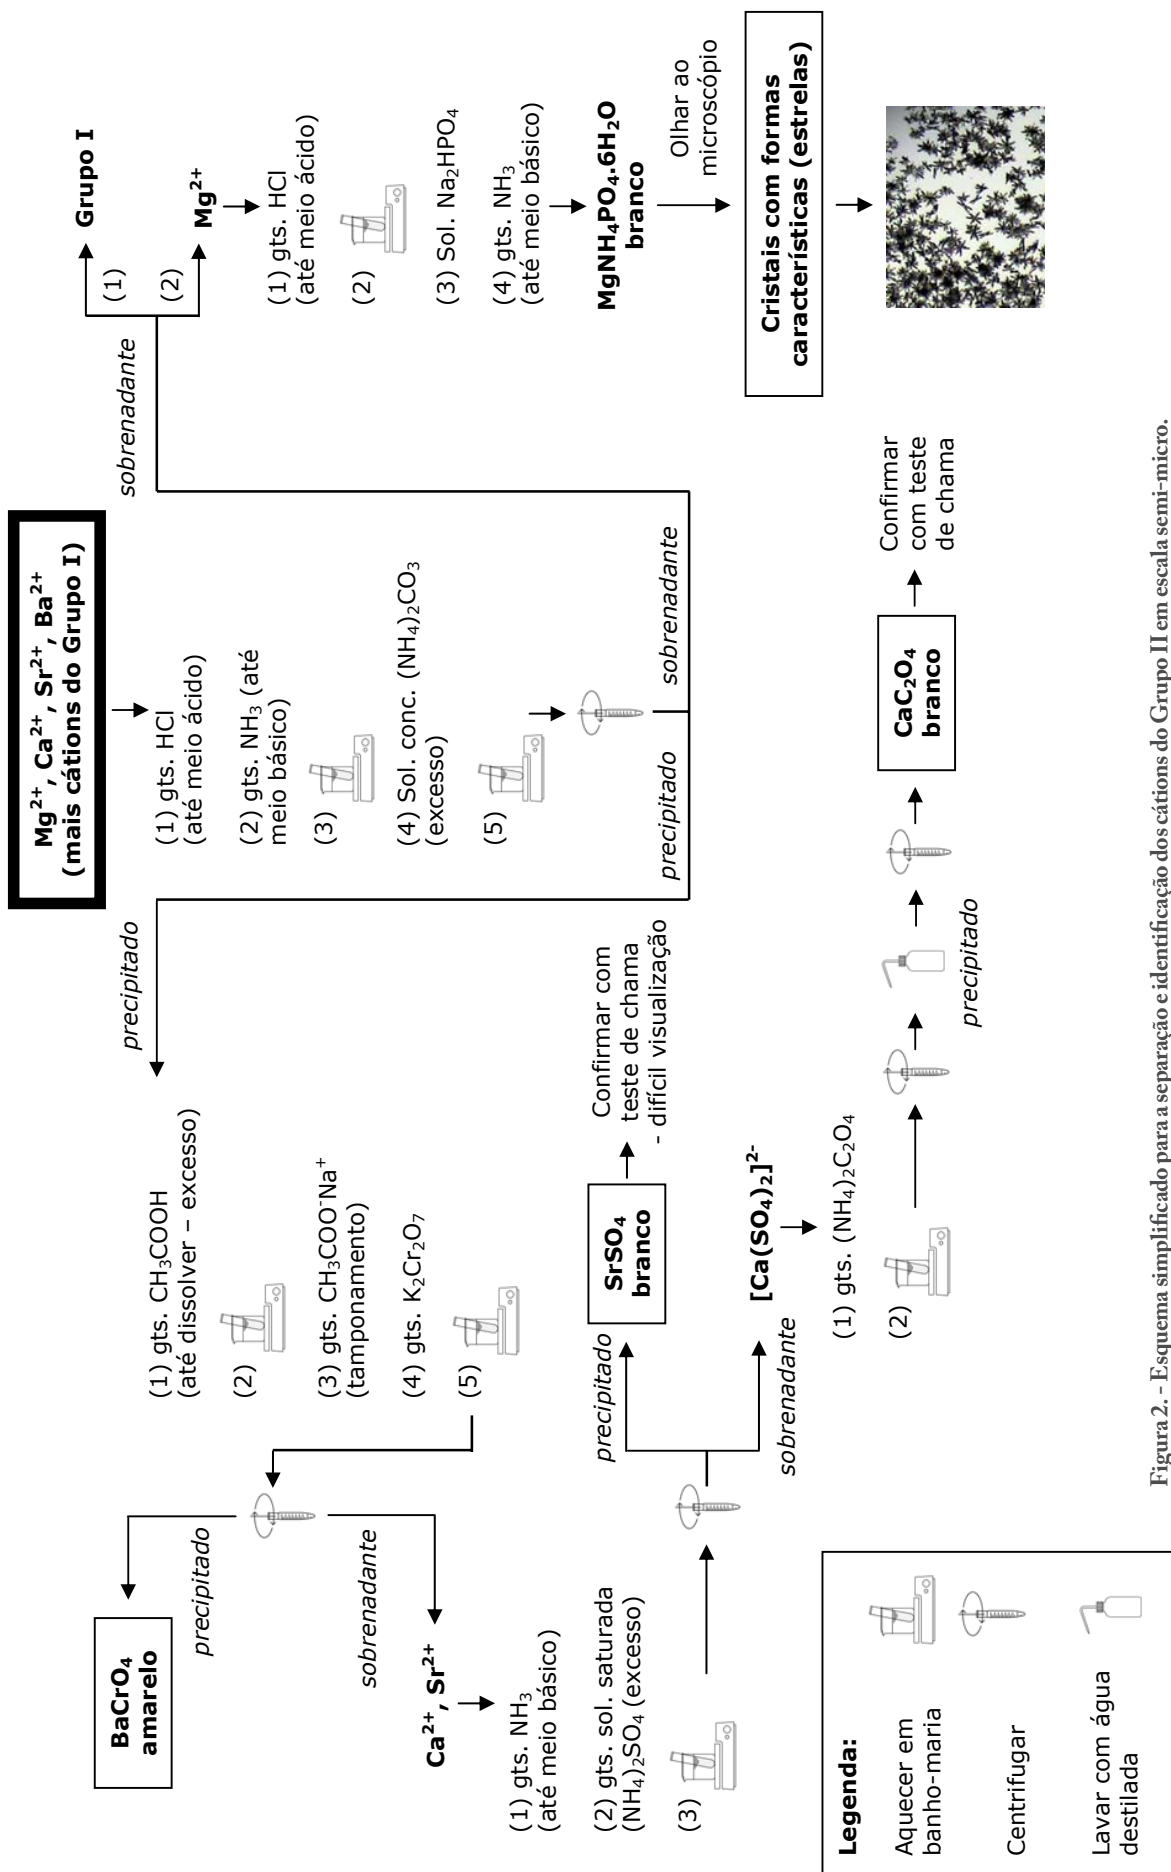 Mg²⁺, Ca²⁺, Sr²⁺, Ba²⁺
(mais cátions do Grupo I)
(1) gts. HCl
(até meio ácido)
(2) gts. NH₃ (até
meio básico)
(3)
(4) Sol. conc. (NH₄)₂CO₃
(excesso)
(5)
precipitado
sobrenadante
sobrenadante
(1)
Grupo I
(2)
Mg²⁺
(1) gts. HCl
(até meio ácido)
(2)
(3) Sol. Na₂HPO₄
(4) gts. NH₃
(até meio básico)
MgNH₄PO₄.6H₂O
branco
Olhar ao
microscópio
Cristais com formas
características (estrelas)
precipitado
(1) gts. CH₃COOH
(até dissolver – excesso)
(2)
(3) gts. CH₃COO⁻Na⁺
(tamponamento)
(4) gts. K₂Cr₂O₇
(5)
precipitado
BaCrO₄
amarelo
sobrenadante
Ca²⁺, Sr²⁺
(1) gts. NH₃
(até meio básico)
(2) gts. sol. saturada
(NH₄)₂SO₄ (excesso)
(3)
precipitado
SrSO₄
branco
Confirmar com
teste de chama
- difícil visualização
sobrenadante
[Ca(SO₄)₂]²⁻
(1) gts. (NH₄)₂C₂O₄
(2)
precipitado
CaC₂O₄
branco
Confirmar
com teste
de chama
Legenda:
Aquecer em
banho-maria
Centrifugar
Lavar com água
destilada
Figura 2. - Esquema simplificado para a separação e identificação dos cátions do Grupo II em escala semi-micro.